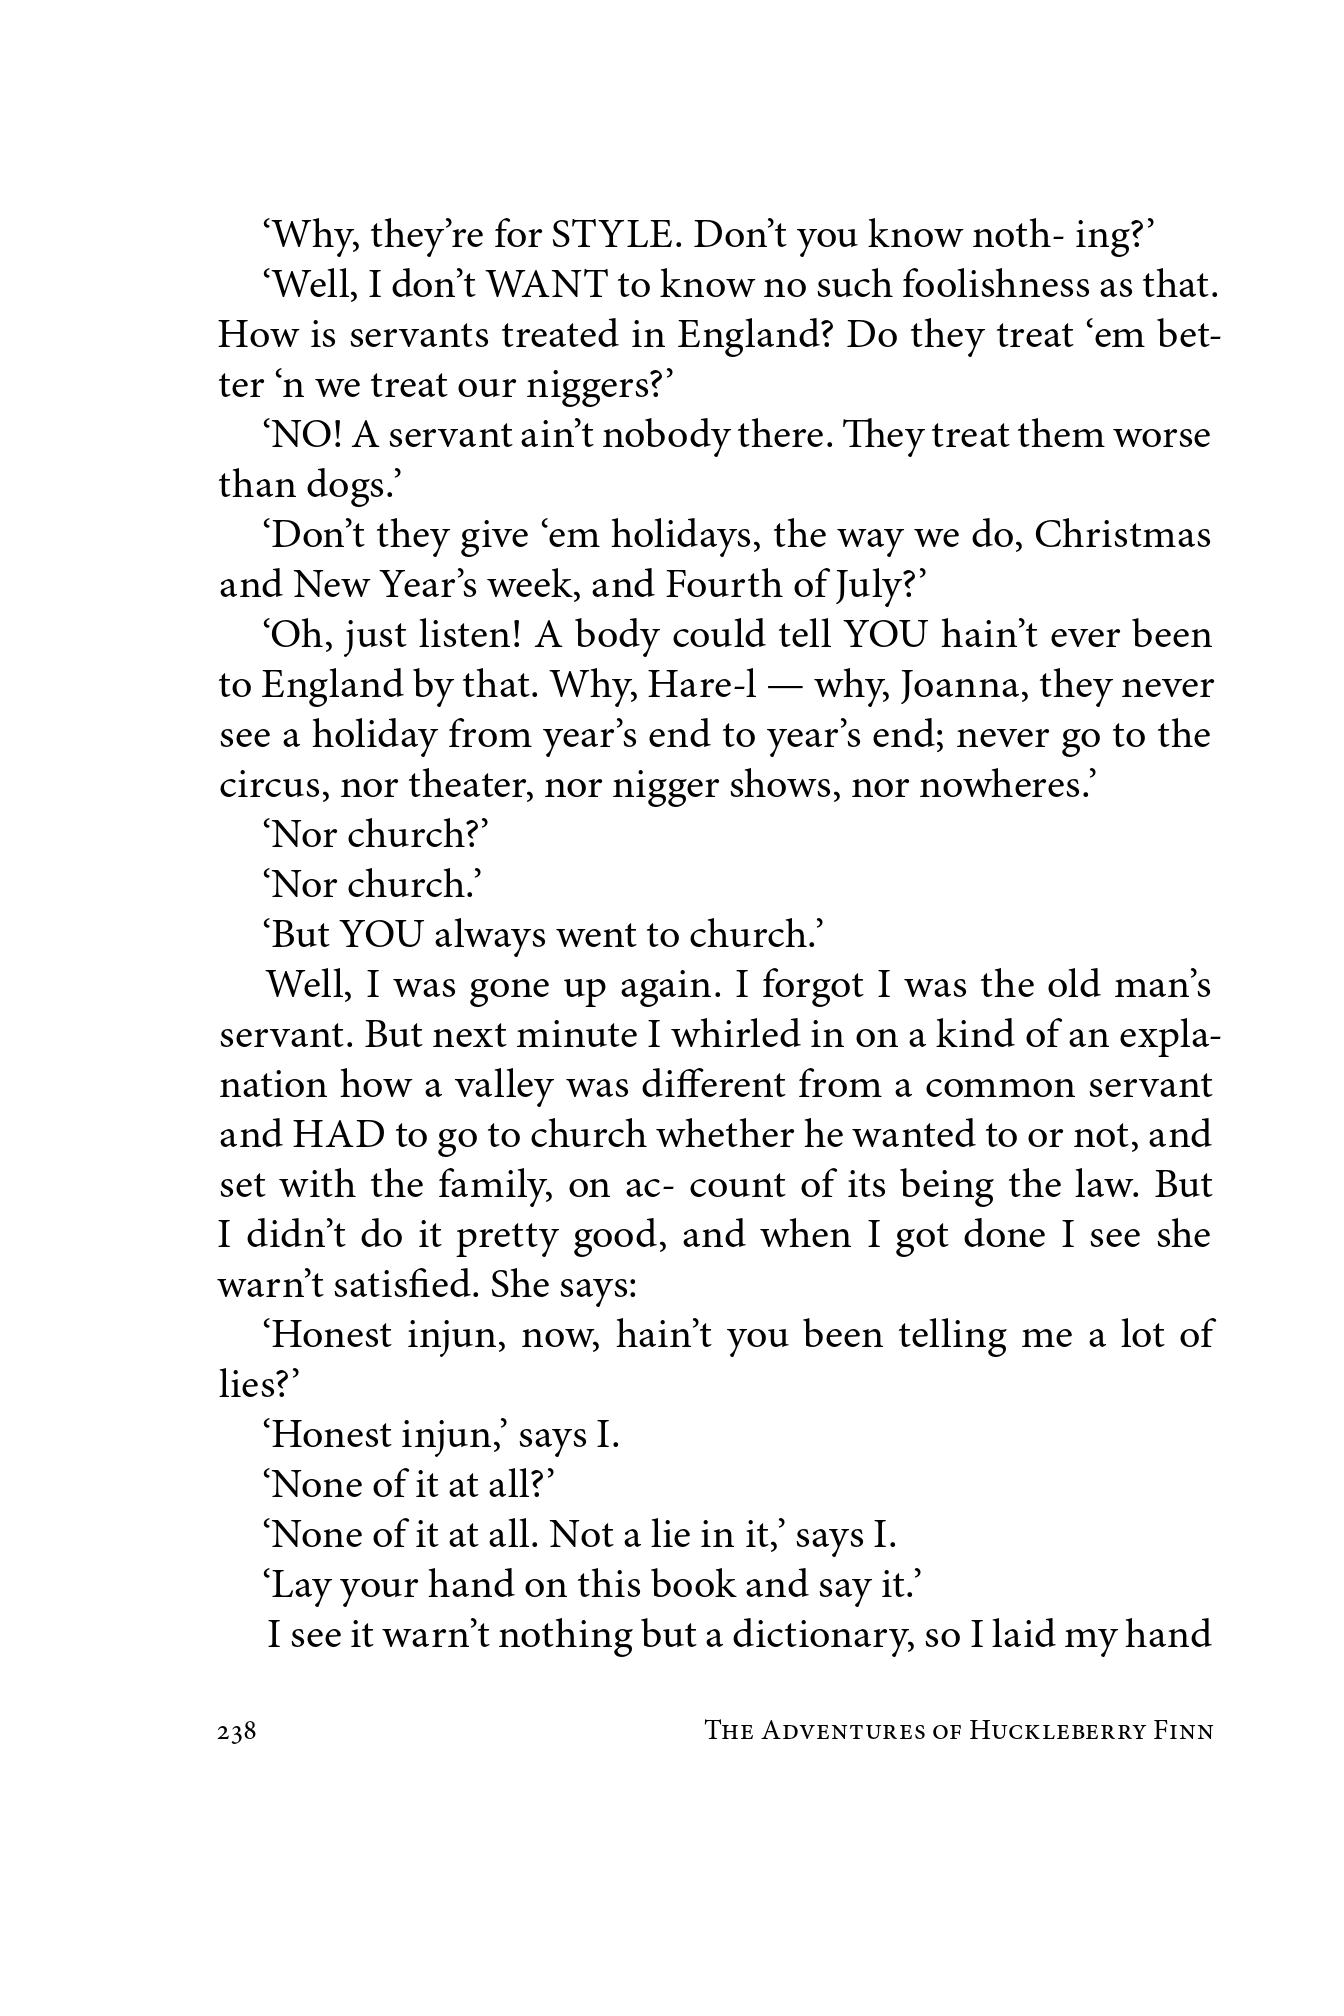 ‘Why, they’re for STYLE. Don’t you know noth- ing?’
‘Well, I don’t WANT to know no such foolishness as that.
How is servants treated in England? Do they treat ‘em bet-
ter ‘n we treat our niggers?’
‘NO! A servant ain’t nobody there. They treat them worse
than dogs.’
‘Don’t they give ‘em holidays, the way we do, Christmas
and New Year’s week, and Fourth of July?’
‘Oh, just listen! A body could tell YOU hain’t ever been
to England by that. Why, Hare-l — why, Joanna, they never
see a holiday from year’s end to year’s end; never go to the
circus, nor theater, nor nigger shows, nor nowheres.’
‘Nor church?’
‘Nor church.’
‘But YOU always went to church.’
Well, I was gone up again. I forgot I was the old man’s
servant. But next minute I whirled in on a kind of an expla-
nation how a valley was different from a common servant
and HAD to go to church whether he wanted to or not, and
set with the family, on ac- count of its being the law. But
I didn’t do it pretty good, and when I got done I see she
warn’t satisfied. She says:
‘Honest injun, now, hain’t you been telling me a lot of
lies?’
‘Honest injun,’ says I.
‘None of it at all?’
‘None of it at all. Not a lie in it,’ says I.
‘Lay your hand on this book and say it.’
I see it warn’t nothing but a dictionary, so I laid my hand
238 The Adventures of Huckleberry Finn